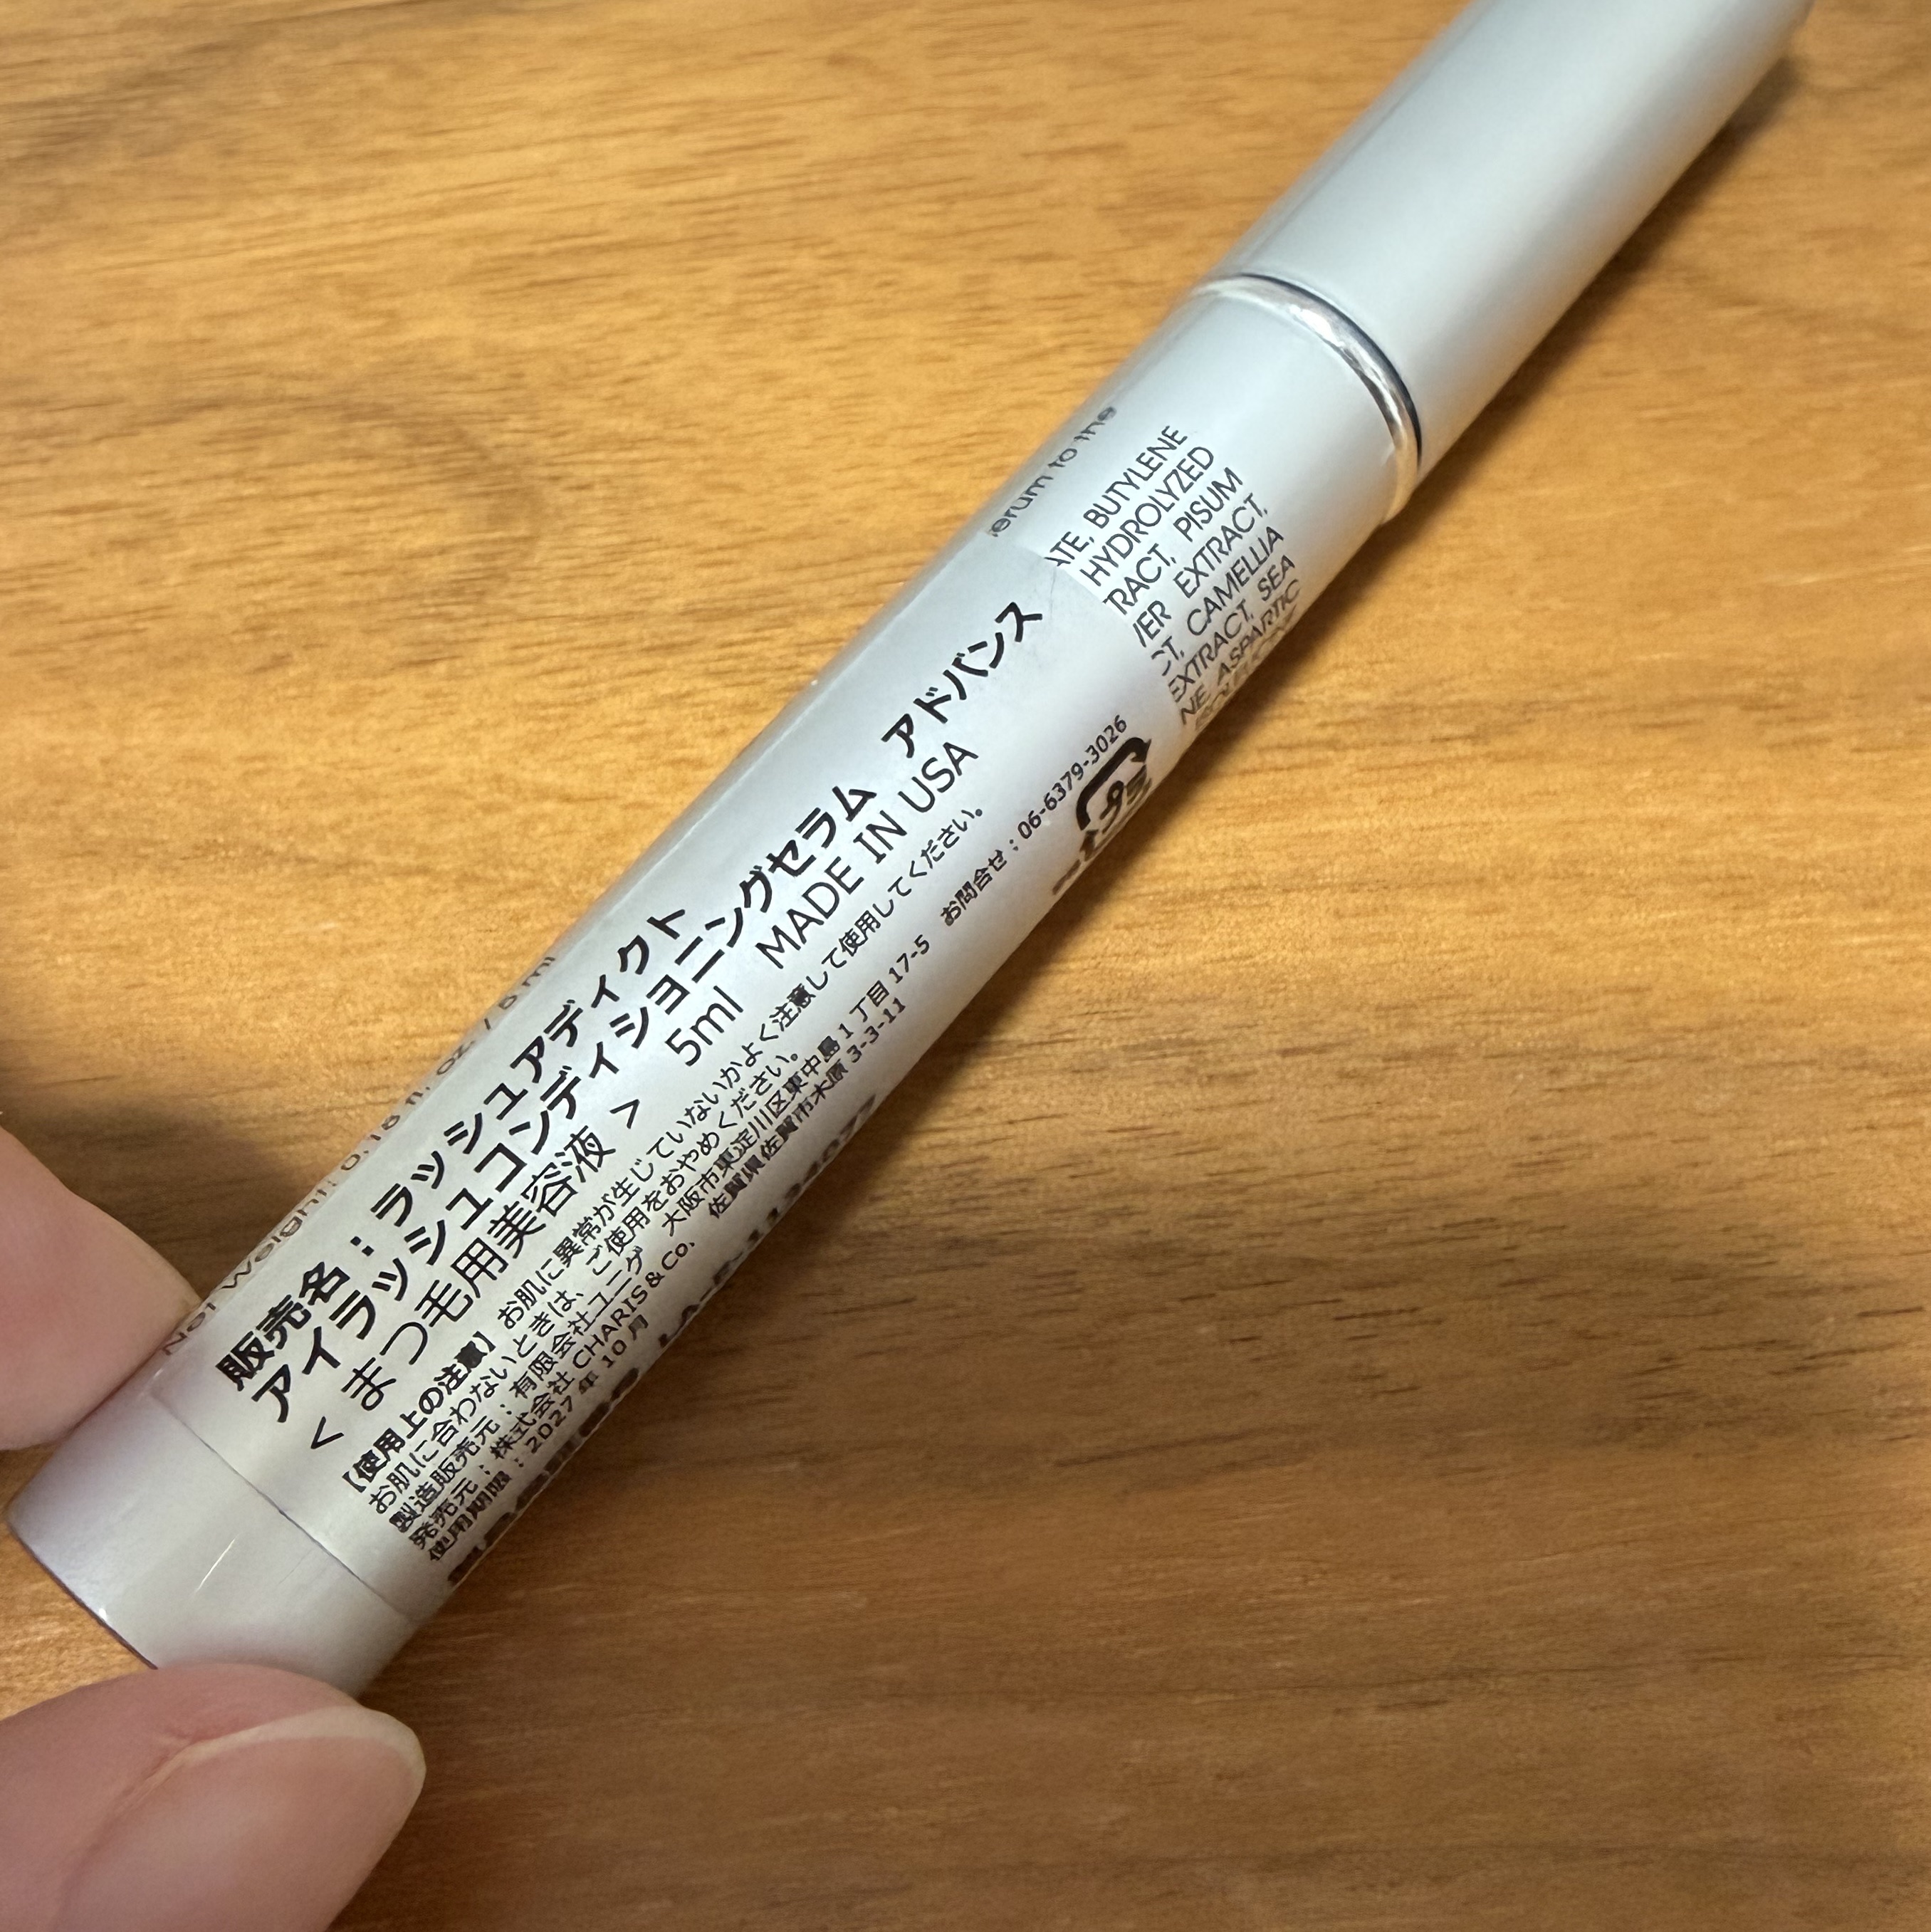 serum to the
Net Weight: 0.16 fl. oz. / 5 ml
販売名：ラッシュアディクト
アイラッシュコンディショニングセラム アドバンス
< まつ毛用美容液 > 5ml MADE IN USA
【使用上の注意】お肌に異常が生じていないかよく注意して使用してください。
お肌に合わないときは、ご使用をおやめください。
製造販売元：有限会社ユニゲ 大阪市東淀川区東中島1丁目17-5 お問合せ：06-6379-3026
発売元：株式会社 CHARIS&Co. 佐賀県佐賀市木原 3-3-11
使用期限：2027年10月
BUTYLENE
HYDROLYZED
PISUM
EXTRACT,
CAMELLIA
EXTRACT, SEA
ASPARTIC